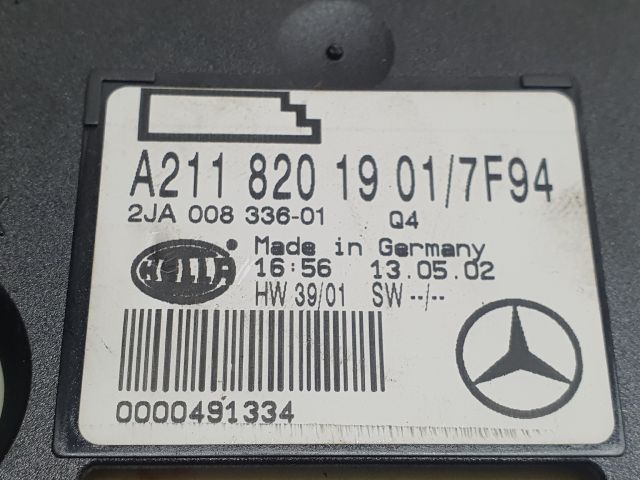 A211 820 19 01/7F94
2JA 008 336-01 Q4
HELLA ® Made in Germany
16:56 13.05.02
HW 39/01 SW --/--
0000491334